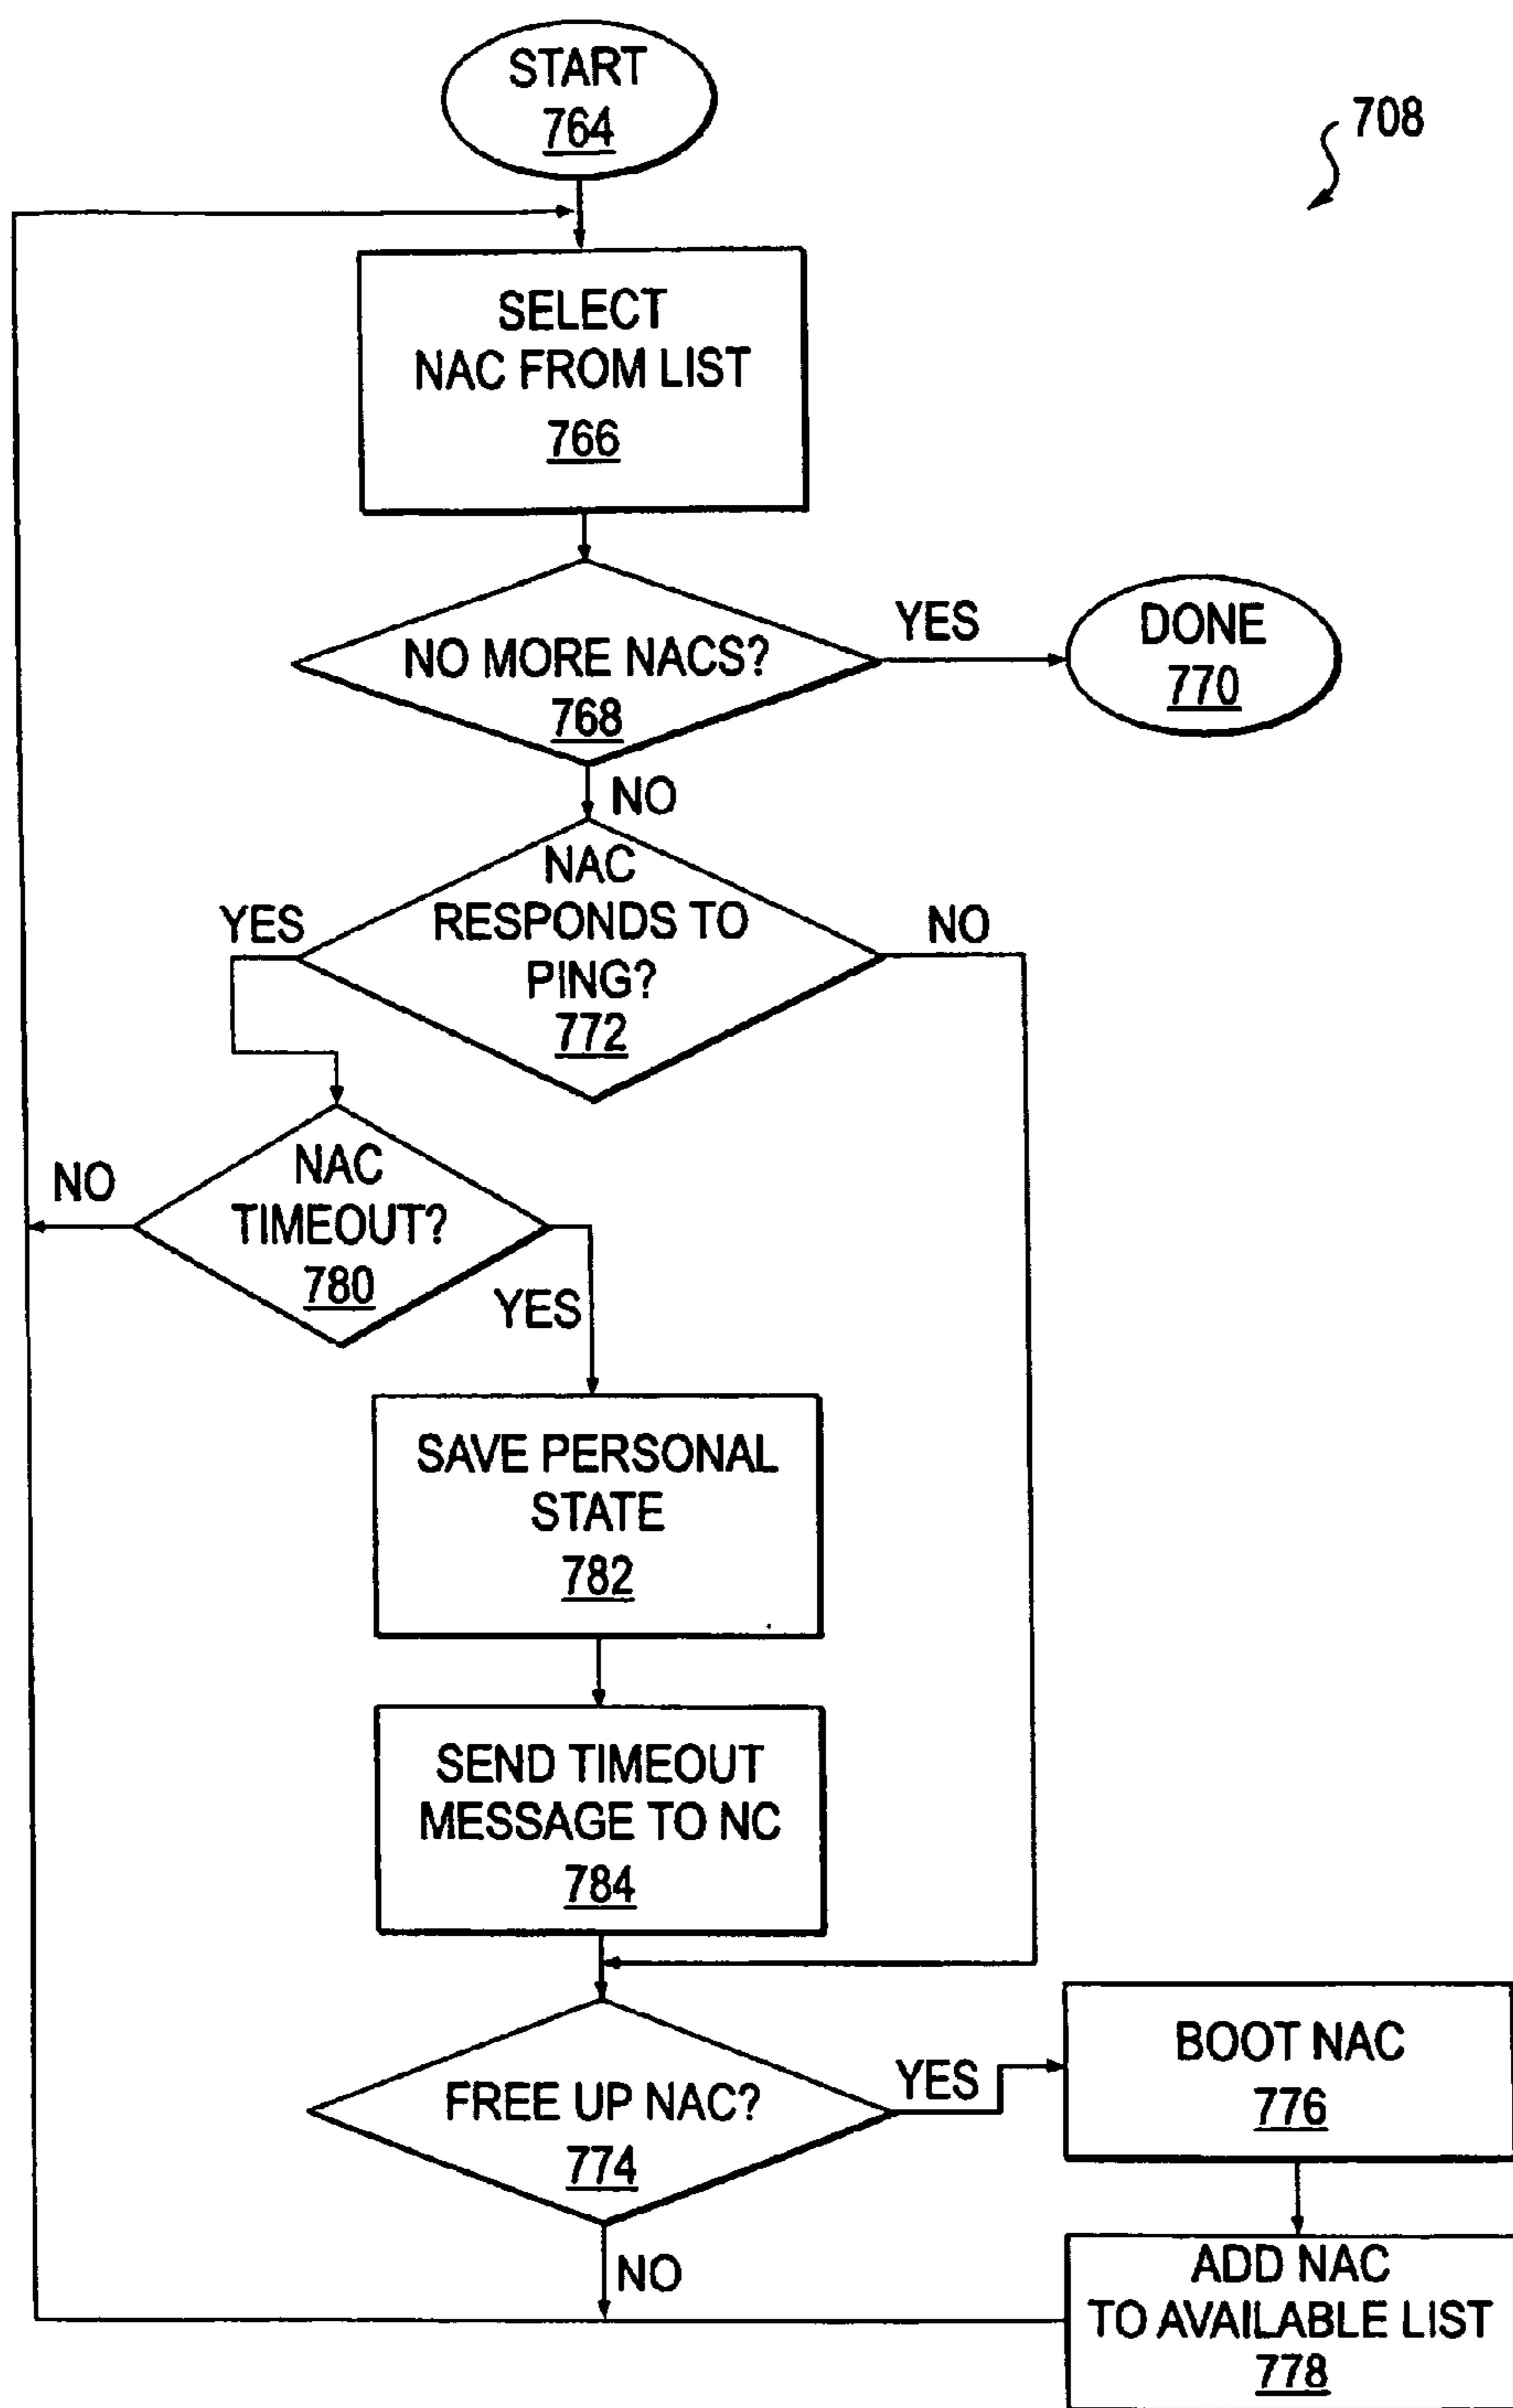 START
764
708
SELECT
NAC FROM LIST
766
NO MORE NACS?
768
YES
DONE
770
NO
NAC
RESPONDS TO
PING?
772
YES
NO
NAC
TIMEOUT?
780
NO
YES
SAVE PERSONAL
STATE
782
SEND TIMEOUT
MESSAGE TO NC
784
FREE UP NAC?
774
YES
BOOT NAC
776
NO
ADD NAC
TO AVAILABLE LIST
778